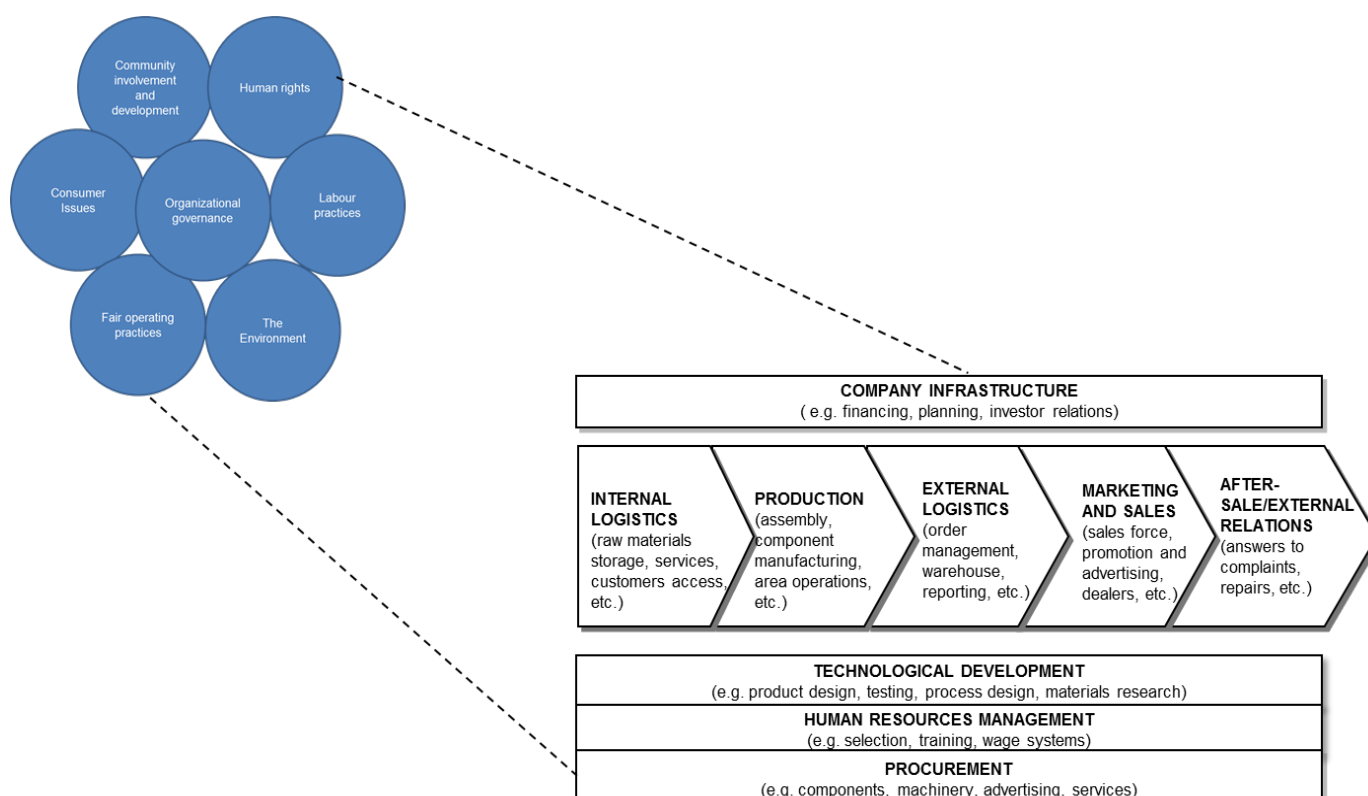 Community
involvement
and
development
Human rights
Consumer
Issues
Organizational
governance
Labour
practices
Fair operating
practices
The
Environment
COMPANY INFRASTRUCTURE
( e.g. financing, planning, investor relations)
INTERNAL
LOGISTICS
(raw materials
storage, services,
customers access,
etc.)
PRODUCTION
(assembly,
component
manufacturing,
area operations,
etc.)
EXTERNAL
LOGISTICS
(order
management,
warehouse,
reporting, etc.)
MARKETING
AND SALES
(sales force,
promotion and
advertising,
dealers, etc.)
AFTER-
SALE/EXTERNAL
RELATIONS
(answers to
complaints,
repairs, etc.)
TECHNOLOGICAL DEVELOPMENT
(e.g. product design, testing, process design, materials research)
HUMAN RESOURCES MANAGEMENT
(e.g. selection, training, wage systems)
PROCUREMENT
(e.g. components, machinery, advertising, services)